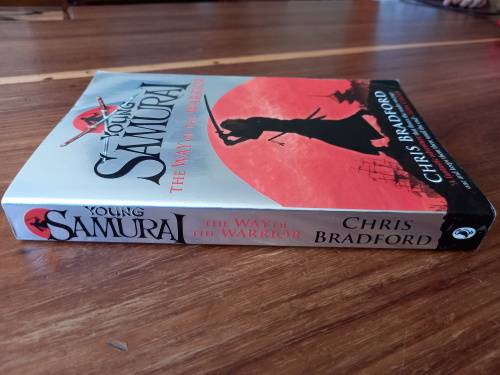 YOUNG
SAMURAI
THE WAY OF THE WARRIOR
CHRIS BRADFORD
YOUNG
SAMURAI
THE WAY OF
THE WARRIOR
CHRIS
BRADFORD